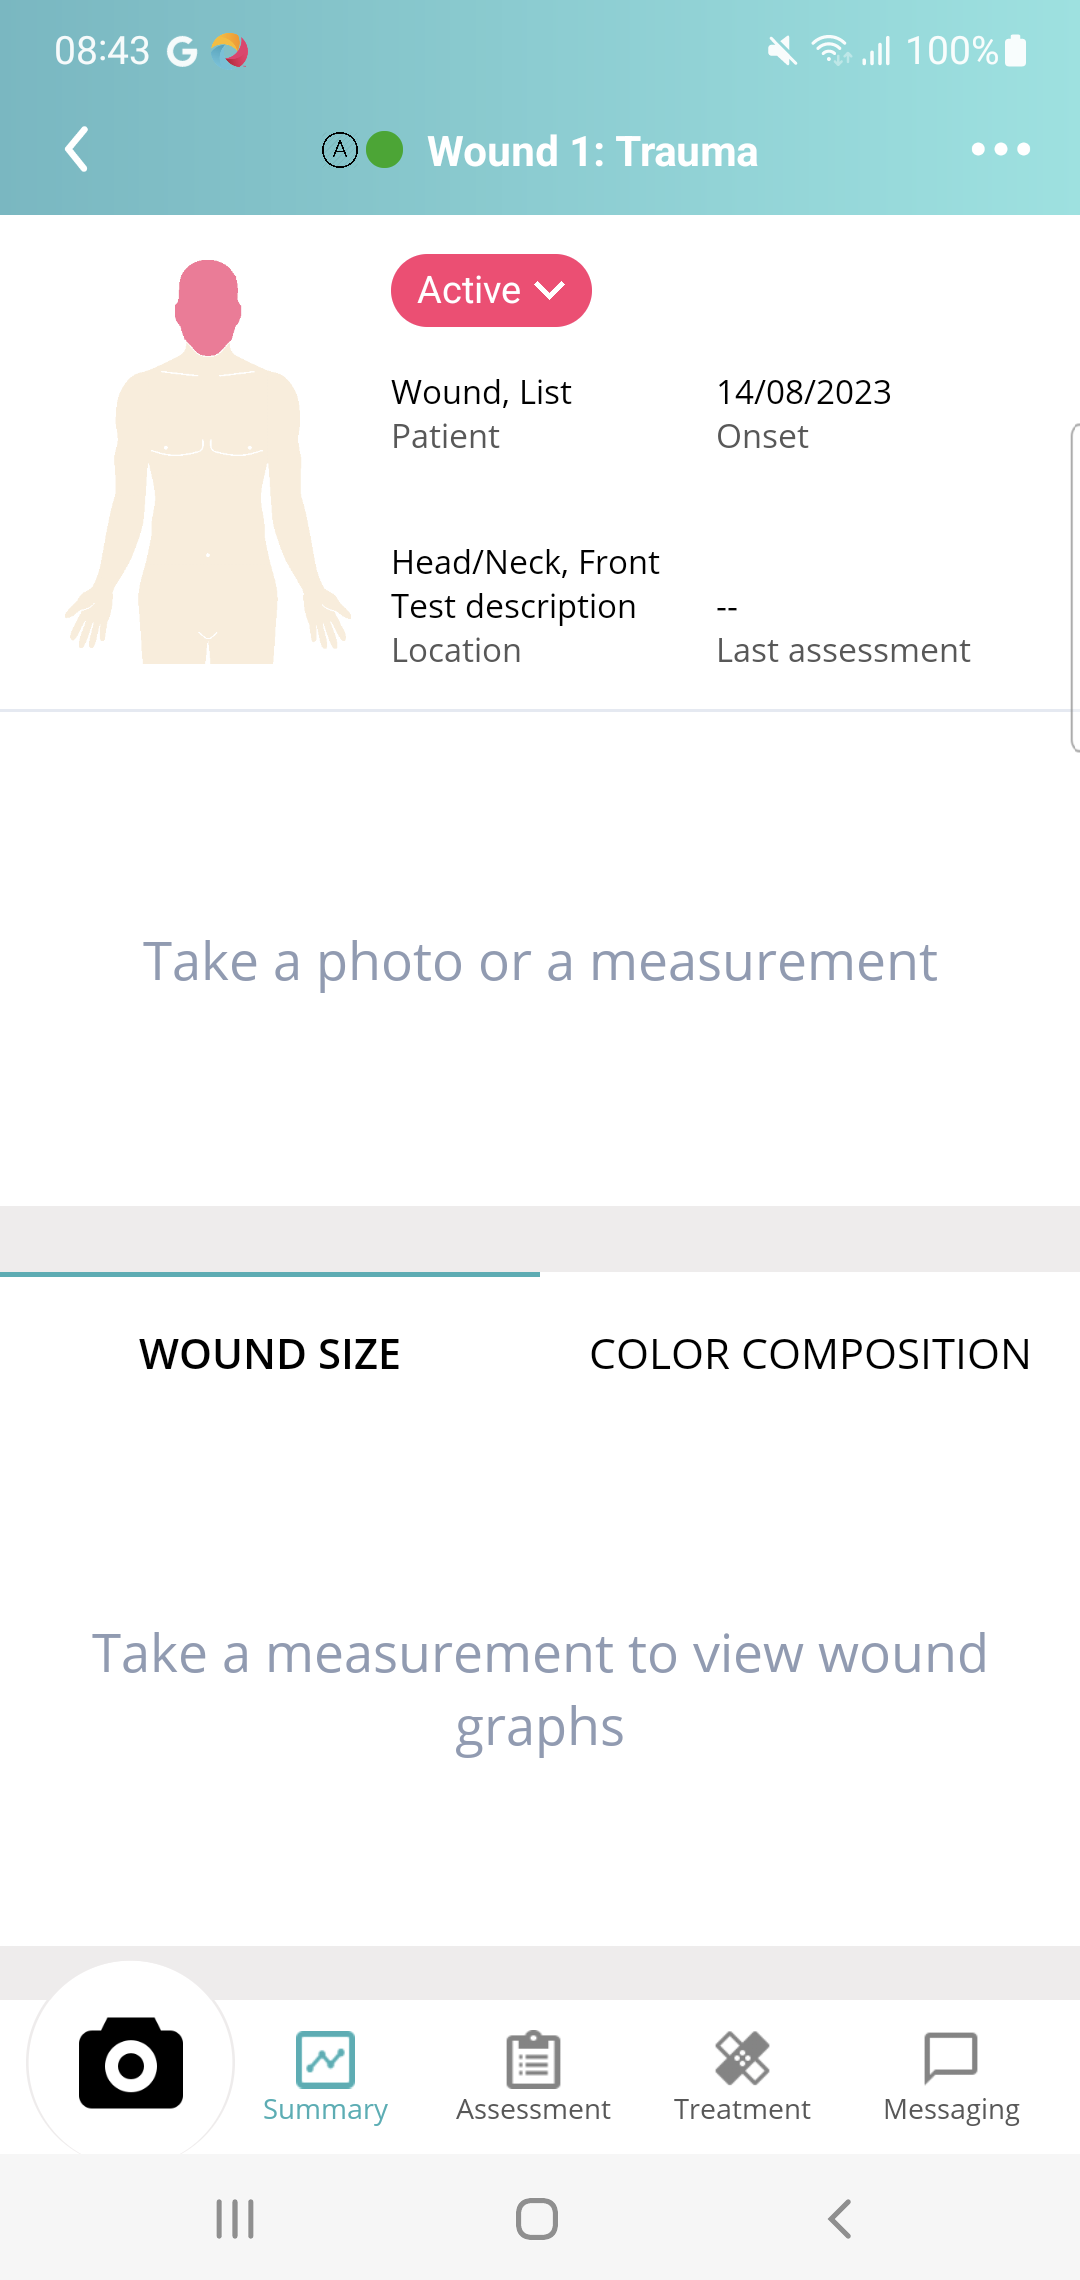 08:43 G 100%
A Wound 1: Trauma
Active
Wound, List 14/08/2023
Patient Onset
Head/Neck, Front
Test description --
Location Last assessment
Take a photo or a measurement
WOUND SIZE COLOR COMPOSITION
Take a measurement to view wound
graphs
Summary Assessment Treatment Messaging